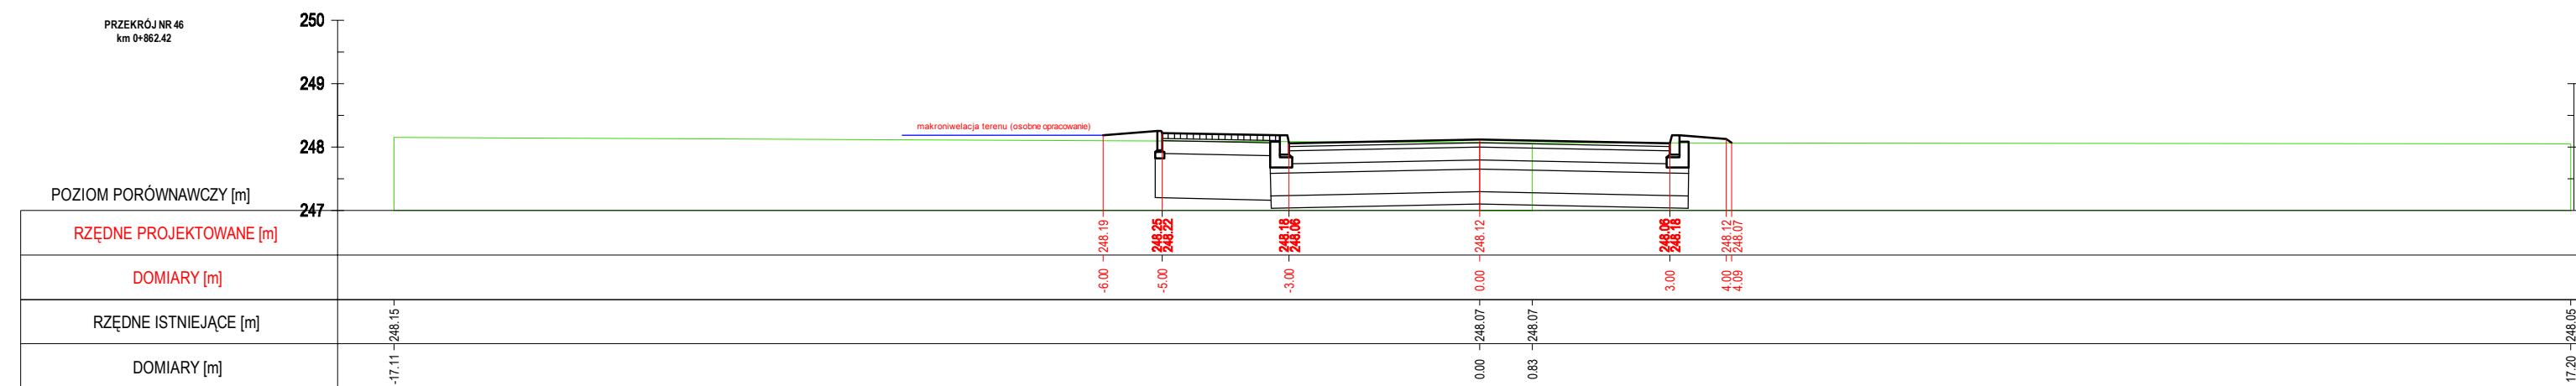 PRZEKRÓJ NR 46
km 0+862.42
250
249
248
247
makroniwelacja terenu (osobne opracowanie)
POZIOM PORÓWNAWCZY [m]
RZĘDNE PROJEKTOWANE [m]
248.19 248.25 248.22 248.18 248.06 248.12 248.06 248.18 248.12 248.07
DOMIARY [m]
-6.00 -5.00 -3.00 0.00 3.00 4.00 4.09
RZĘDNE ISTNIEJĄCE [m]
248.15 248.07 248.07 248.05
DOMIARY [m]
-17.11 0.00 0.83 17.20